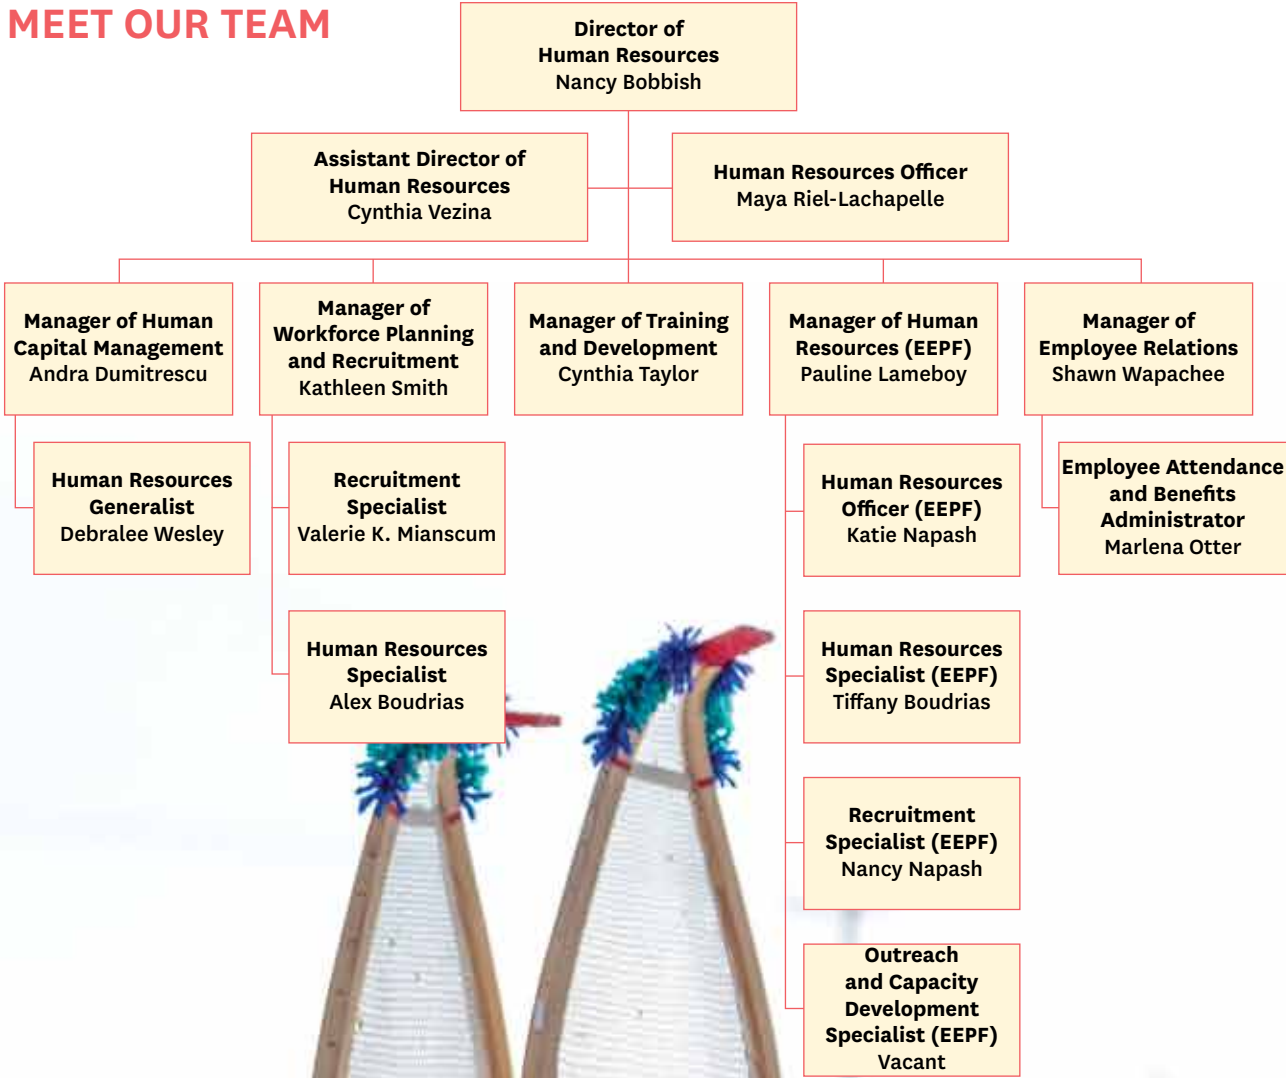 MEET OUR TEAM
Director of
Human Resources
Nancy Bobbish
Assistant Director of
Human Resources
Cynthia Vezina
Human Resources Officer
Maya Riel-Lachapelle
Manager of Human
Capital Management
Andra Dumitrescu
Manager of
Workforce Planning
and Recruitment
Kathleen Smith
Manager of Training
and Development
Cynthia Taylor
Manager of Human
Resources (EEPF)
Pauline Lameboy
Manager of
Employee Relations
Shawn Wapachee
Human Resources
Generalist
Debralee Wesley
Recruitment
Specialist
Valerie K. Mianscum
Human Resources
Officer (EEPF)
Katie Napash
Employee Attendance
and Benefits
Administrator
Marlena Otter
Human Resources
Specialist
Alex Boudrias
Human Resources
Specialist (EEPF)
Tiffany Boudrias
Recruitment
Specialist (EEPF)
Nancy Napash
Outreach
and Capacity
Development
Specialist (EEPF)
Vacant